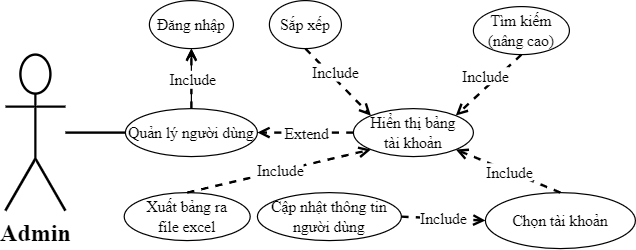 Đăng nhập
Sắp xếp
Tìm kiếm
(nâng cao)
Include
Include
Include
Quản lý người dùng
Extend
Hiển thị bảng
tài khoản
Include
Include
Xuất bảng ra
file excel
Cập nhật thông tin
người dùng
Include
Chọn tài khoản
Admin